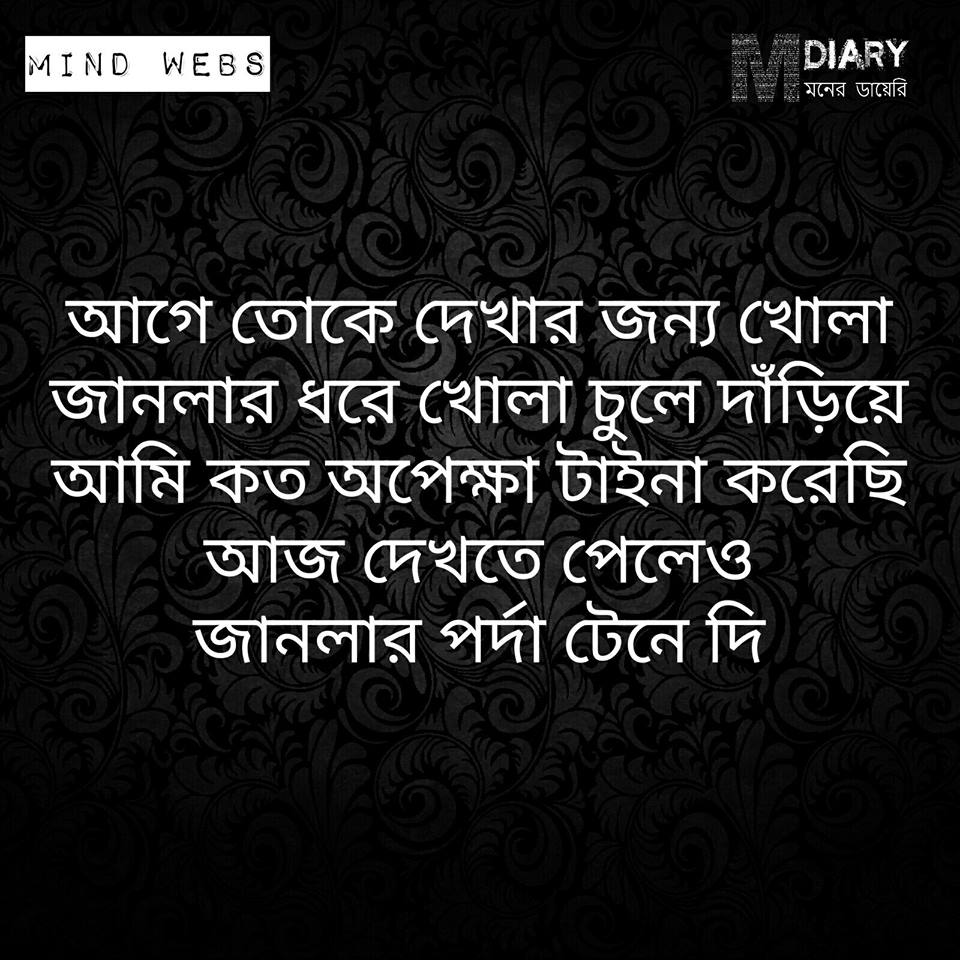 MIND WEBS
M DIARY
মনের ডায়েরি
আগে তোকে দেখার জন্য খোলা
জানলার ধরে খোলা চুলে দাঁড়িয়ে
আমি কত অপেক্ষা টাইনা করেছি
আজ দেখতে পেলেও
জানলার পর্দা টেনে দি